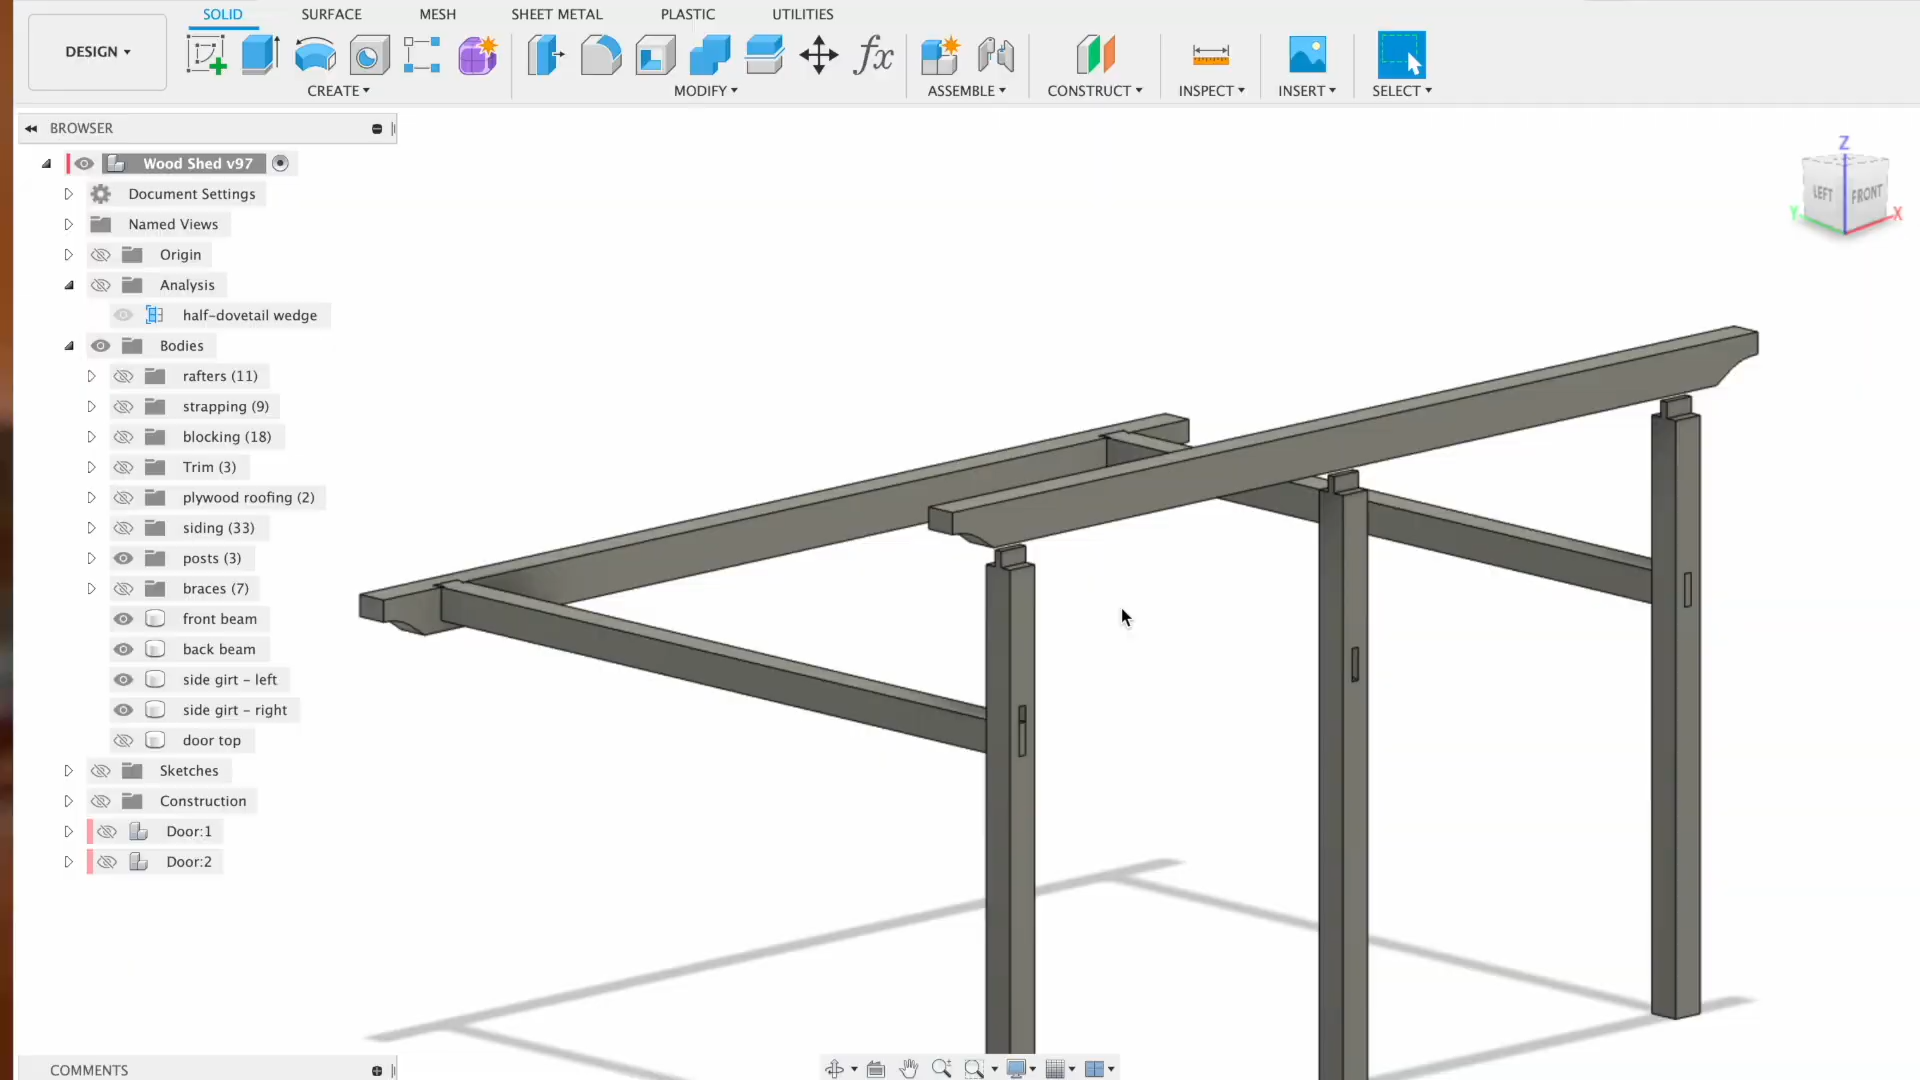 SOLID
SURFACE
MESH
SHEET METAL
PLASTIC
UTILITIES
DESIGN
fx
CREATE
MODIFY
ASSEMBLE
CONSTRUCT
INSPECT
INSERT
SELECT
BROWSER
Wood Shed v97
Document Settings
Named Views
Origin
Analysis
half-dovetail wedge
Bodies
rafters (11)
strapping (9)
blocking (18)
Trim (3)
plywood roofing (2)
siding (33)
posts (3)
braces (7)
front beam
back beam
side girt - left
side girt - right
door top
Sketches
Construction
Door:1
Door:2
Z
LEFT
FRONT
Y
X
COMMENTS